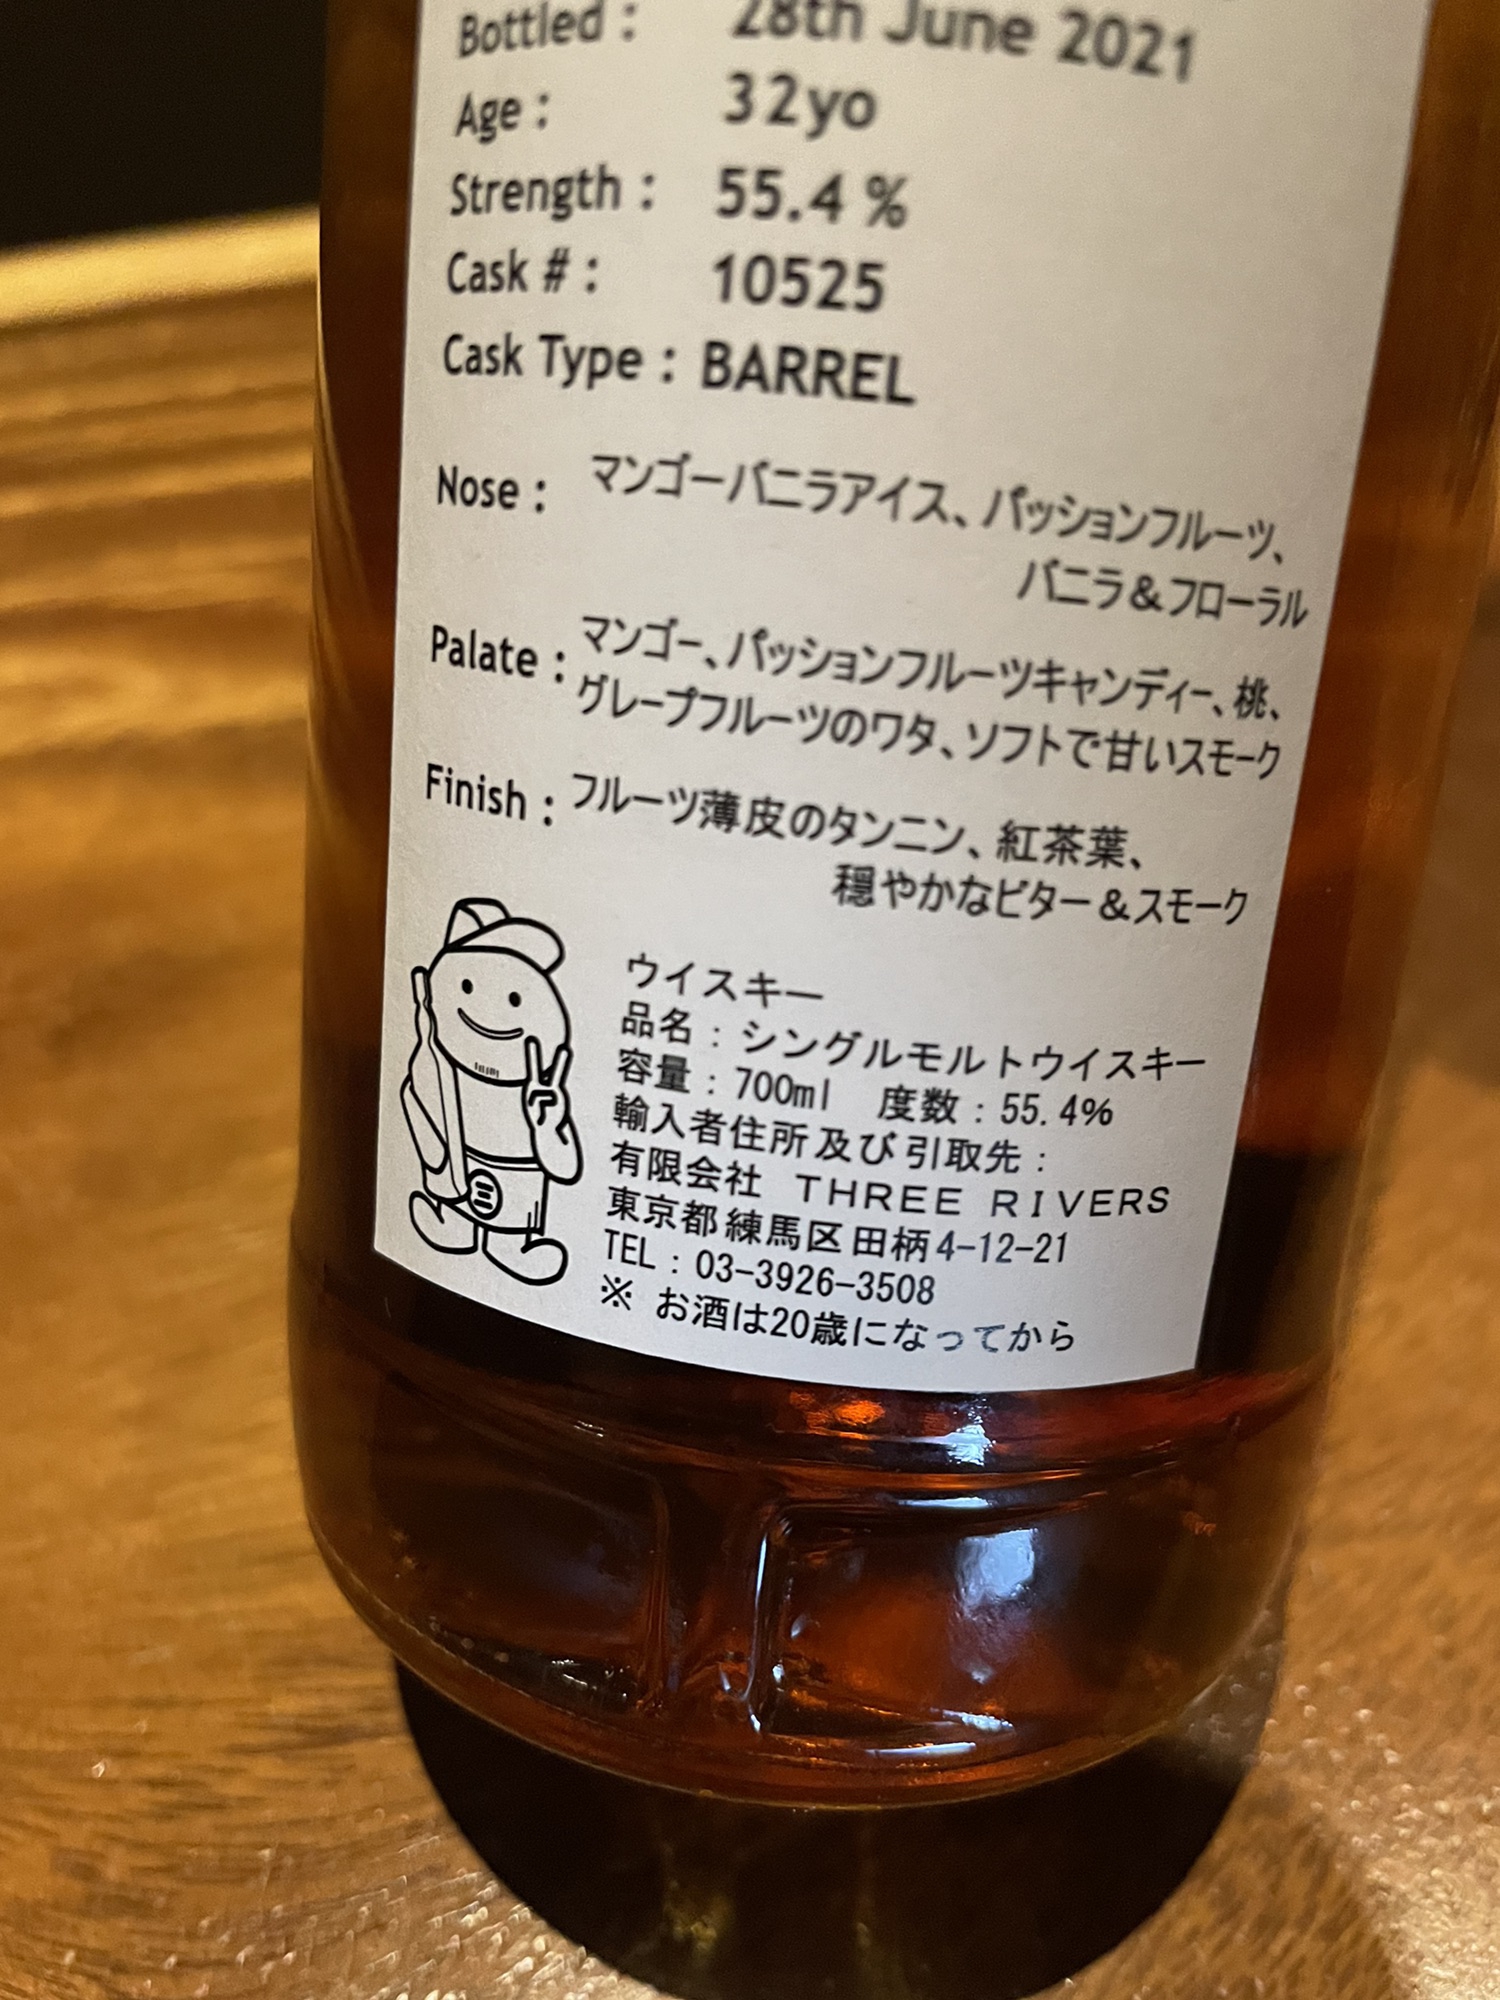 Bottled : 28th June 2021
Age : 32yo
Strength : 55.4 %
Cask # : 10525
Cask Type : BARREL
Nose : マンゴーバニラアイス、パッションフルーツ、
バニラ&フローラル
Palate : マンゴー、パッションフルーツキャンディー、桃、
グレープフルーツのワタ、ソフトで甘いスモーク
Finish : フルーツ薄皮のタンニン、紅茶葉、
穏やかなビター&スモーク
ウイスキー
品名:シングルモルトウイスキー
容量:700ml 度数:55.4%
輸入者住所及び引取先:
有限会社 THREE RIVERS
東京都練馬区田柄4-12-21
TEL:03-3926-3508
※ お酒は20歳になってから